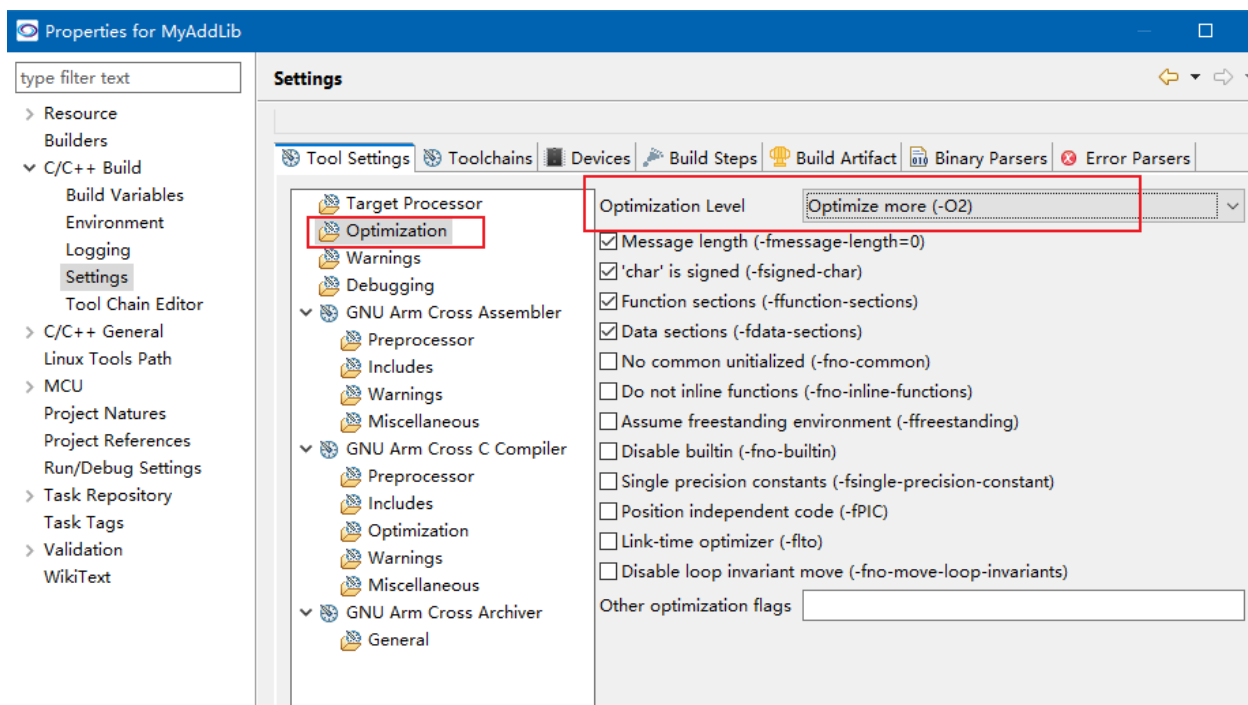 Properties for MyAddLib
type filter text
Resource
Builders
C/C++ Build
Build Variables
Environment
Logging
Settings
Tool Chain Editor
C/C++ General
Linux Tools Path
MCU
Project Natures
Project References
Run/Debug Settings
Task Repository
Task Tags
Validation
WikiText
Settings
Tool Settings Toolchains Devices Build Steps Build Artifact Binary Parsers Error Parsers
Target Processor
Optimization
Warnings
Debugging
GNU Arm Cross Assembler
Preprocessor
Includes
Warnings
Miscellaneous
GNU Arm Cross C Compiler
Preprocessor
Includes
Optimization
Warnings
Miscellaneous
GNU Arm Cross Archiver
General
Optimization Level Optimize more (-O2)
Message length (-fmessage-length=0)
'char' is signed (-fsigned-char)
Function sections (-ffunction-sections)
Data sections (-fdata-sections)
No common unitialized (-fno-common)
Do not inline functions (-fno-inline-functions)
Assume freestanding environment (-ffreestanding)
Disable builtin (-fno-builtin)
Single precision constants (-fsingle-precision-constant)
Position independent code (-fPIC)
Link-time optimizer (-flto)
Disable loop invariant move (-fno-move-loop-invariants)
Other optimization flags